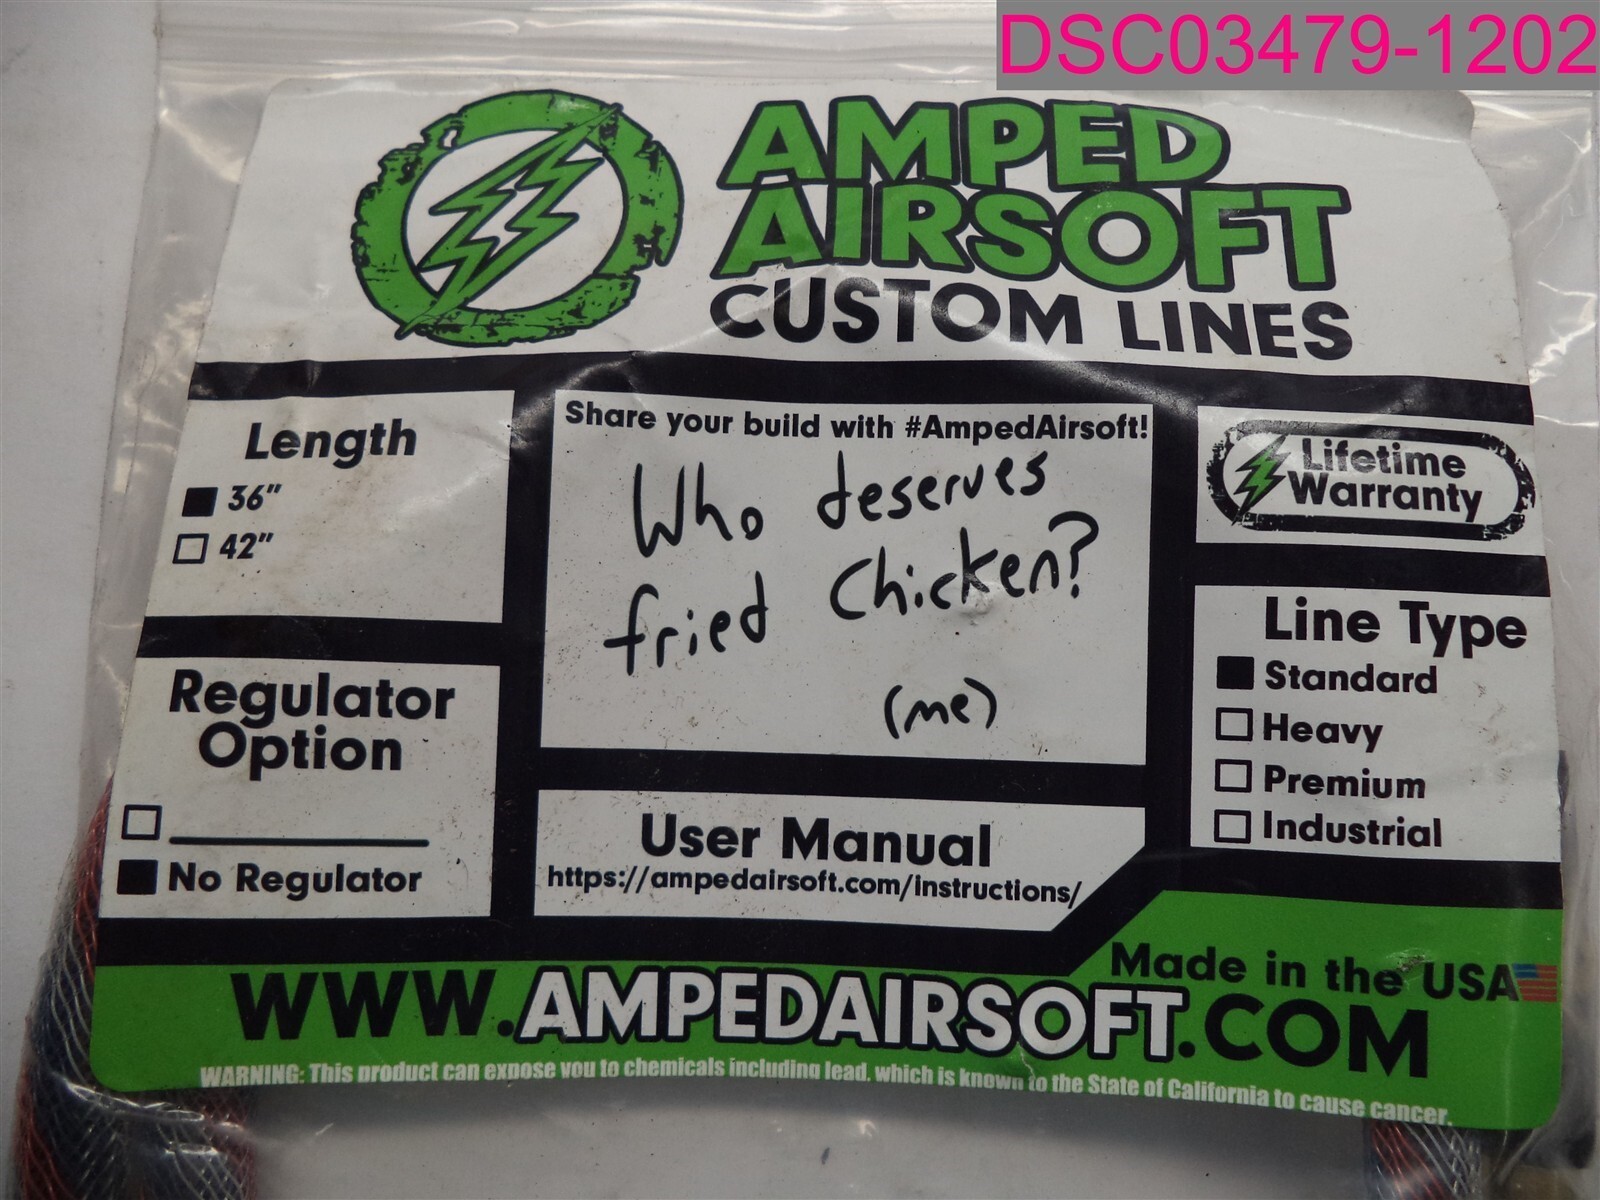 DSC03479-1202
AMPED
AIRSOFT
CUSTOM LINES
Length
36"
42"
Share your build with #AmpedAirsoft!
Who deserves
fried Chicken?
(me)
Lifetime
Warranty
Line Type
Standard
Heavy
Premium
Industrial
Regulator
Option
No Regulator
User Manual
https://ampedairsoft.com/instructions/
Made in the USA
WWW.AMPEDAIRSOFT.COM
WARNING: This product can expose you to chemicals including lead, which is known to the State of California to cause cancer.